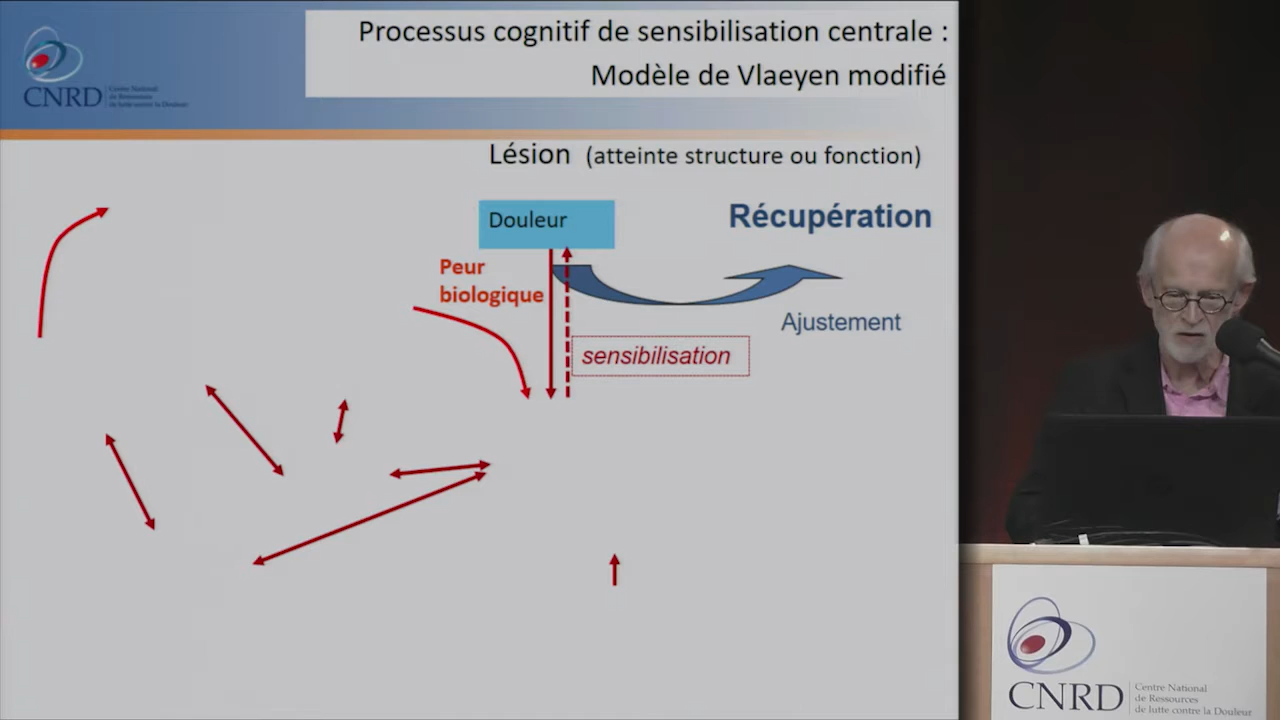 Processus cognitif de sensibilisation centrale :
Modèle de Vlaeyen modifié
CNRD
Centre National
de Ressources
de lutte contre la Douleur
Lésion (atteinte structure ou fonction)
Douleur
Récupération
Peur
biologique
Ajustement
sensibilisation
CNRD
Centre National
de Ressources
de lutte contre la Douleur